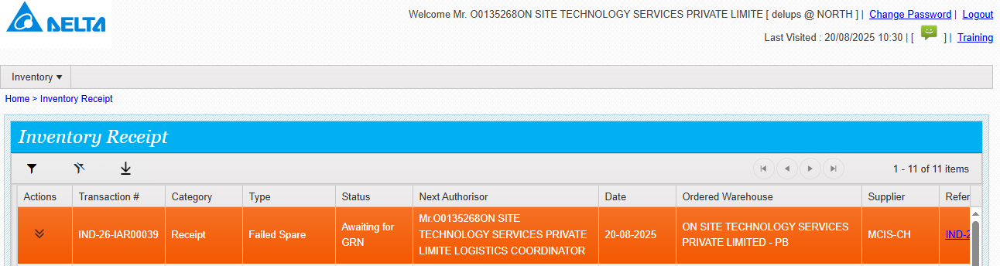 Welcome Mr. O0135268ON SITE TECHNOLOGY SERVICES PRIVATE LIMITE [ delups @ NORTH ] | Change Password | Logout
DELTA
Last Visited : 20/08/2025 10:30 | [ ] | Training
Inventory
Home > Inventory Receipt
Inventory Receipt
1 - 11 of 11 items
Actions Transaction # Category Type Status Next Authorisor Date Ordered Warehouse Supplier Refer
IND-26-IAR00039 Receipt Failed Spare Awaiting for GRN Mr.O0135268ON SITE TECHNOLOGY SERVICES PRIVATE LIMITE LOGISTICS COORDINATOR 20-08-2025 ON SITE TECHNOLOGY SERVICES PRIVATE LIMITED - PB MCIS-CH IND-2